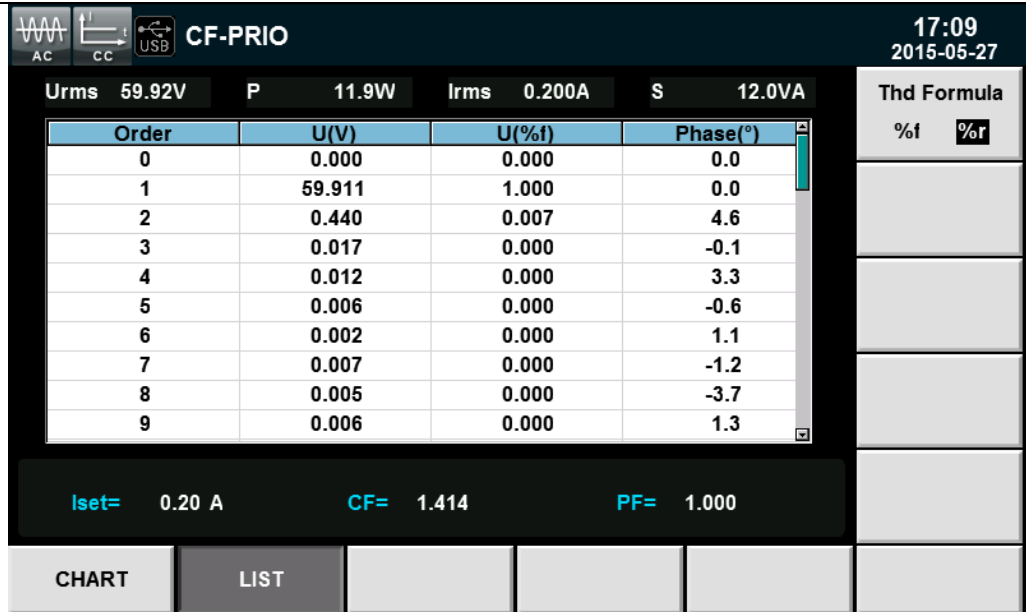 AC CC USB CF-PRIO 17:09
2015-05-27
Urms 59.92V P 11.9W Irms 0.200A S 12.0VA
Thd Formula
%f %r
Order U(V) U(%f) Phase(°)
0 0.000 0.000 0.0
1 59.911 1.000 0.0
2 0.440 0.007 4.6
3 0.017 0.000 -0.1
4 0.012 0.000 3.3
5 0.006 0.000 -0.6
6 0.002 0.000 1.1
7 0.007 0.000 -1.2
8 0.005 0.000 -3.7
9 0.006 0.000 1.3
Iset= 0.20 A CF= 1.414 PF= 1.000
CHART LIST